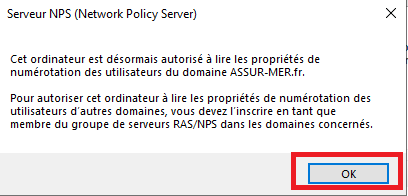 Serveur NPS (Network Policy Server)
Cet ordinateur est désormais autorisé à lire les propriétés de
numérotation des utilisateurs du domaine ASSUR-MER.fr.
Pour autoriser cet ordinateur à lire les propriétés de numérotation des
utilisateurs d'autres domaines, vous devez l'inscrire en tant que
membre du groupe de serveurs RAS/NPS dans les domaines concernés.
OK